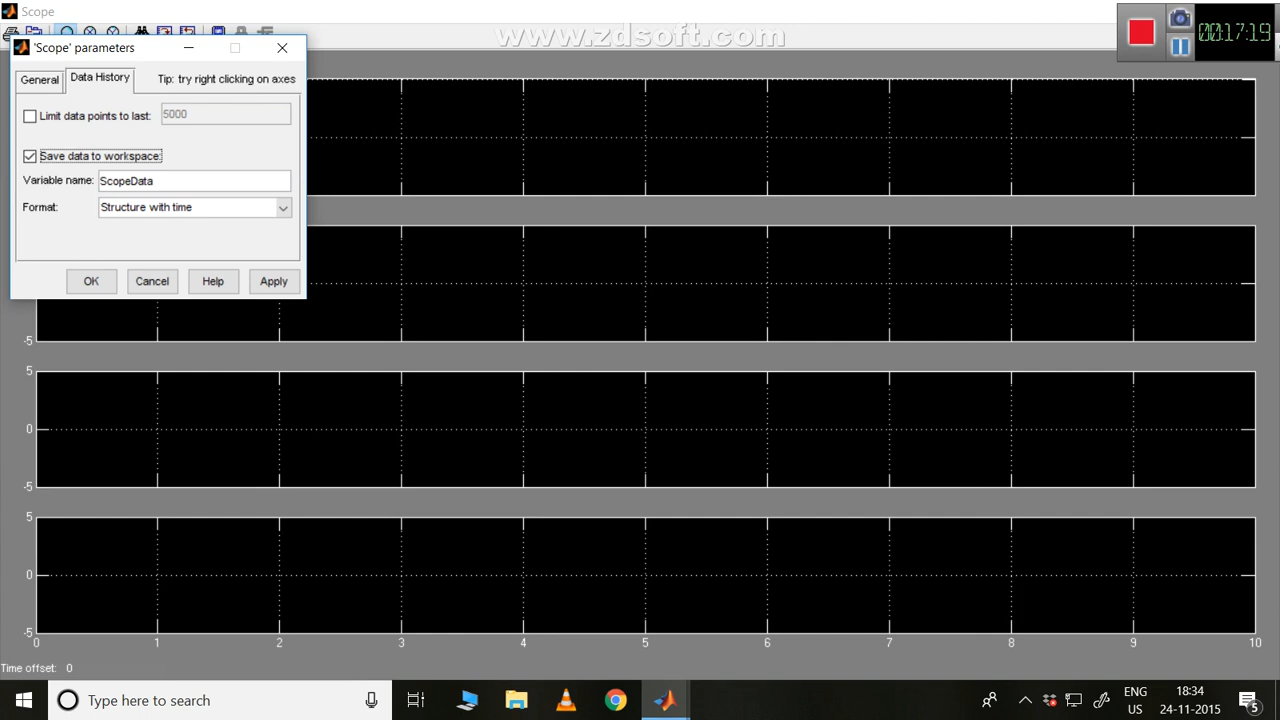 Scope
www.zdsoft.com
00:17:19
'Scope' parameters
General
Data History
Tip: try right clicking on axes
Limit data points to last:
5000
Save data to workspace:
Variable name:
ScopeData
Format:
Structure with time
OK
Cancel
Help
Apply
-5
5
0
-5
5
0
-5
0 1 2 3 4 5 6 7 8 9 10
Time offset: 0
Type here to search
ENG
US
18:34
24-11-2015
5